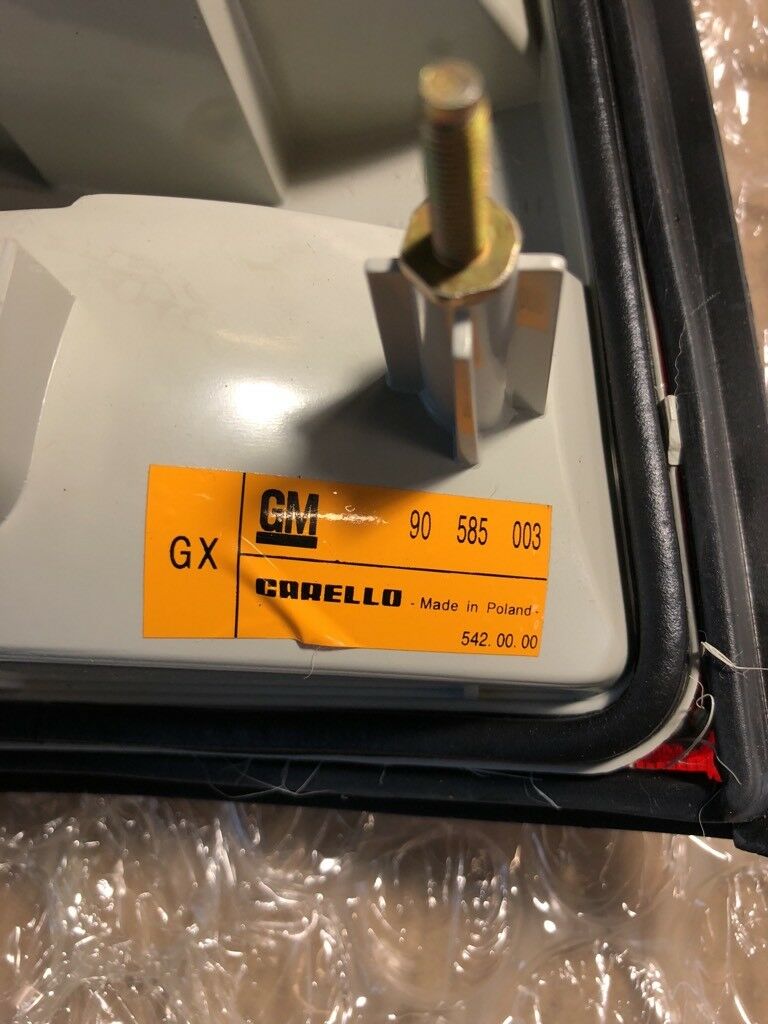 GX
GM 90 585 003
CARELLO - Made in Poland -
542. 00. 00